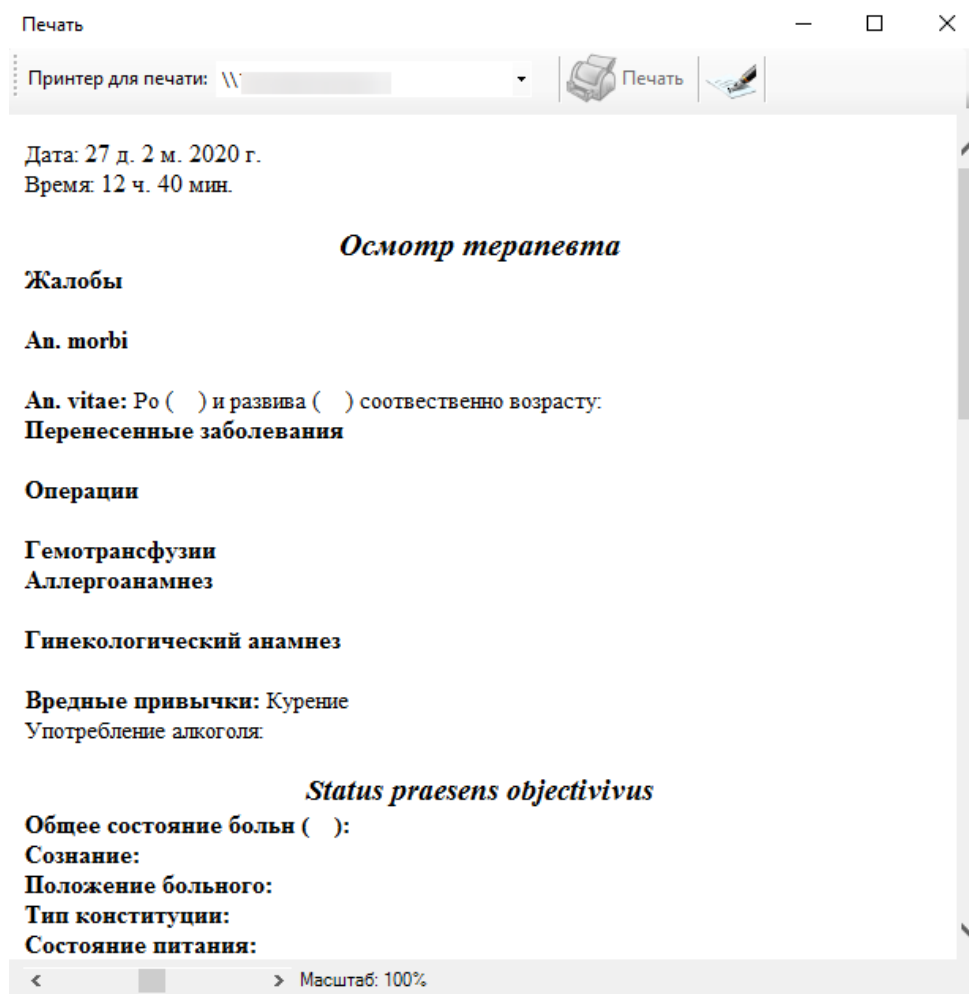 Печать
Принтер для печати: \\
Печать
Дата: 27 д. 2 м. 2020 г.
Время: 12 ч. 40 мин.
Осмотр терапевта
Жалобы
An. morbi
An. vitae: Ро ( ) и развива ( ) соотвественно возрасту:
Перенесенные заболевания
Операции
Гемотрансфузии
Аллергоанамнез
Гинекологический анамнез
Вредные привычки: Курение
Употребление алкоголя:
Status praesens objectivivus
Общее состояние больн ( ):
Сознание:
Положение больного:
Тип конституции:
Состояние питания:
Масштаб: 100%